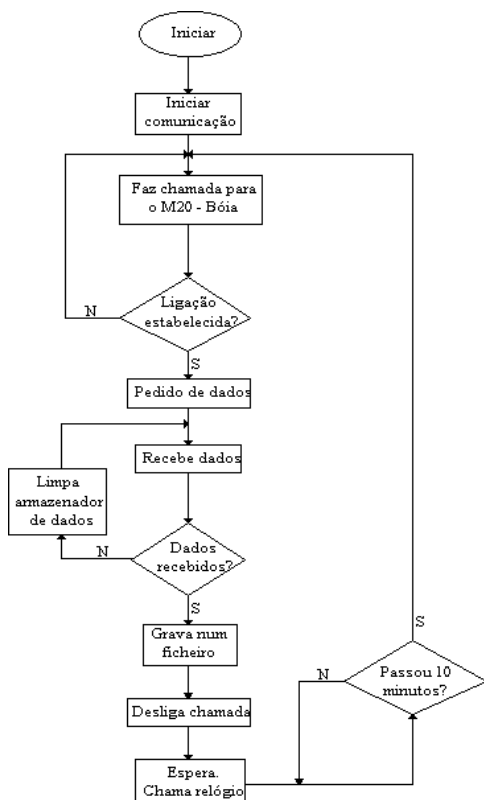 Iniciar
Iniciar
comunicação
Faz chamada para
o M20 - Bóia
Ligação
estabelecida?
N
S
Pedido de dados
Recebe dados
Limpa
armazenador
de dados
Dados
recebidos?
N
S
Grava num
ficheiro
Desliga chamada
Espera.
Chama relógio
Passou 10
minutos?
N
S